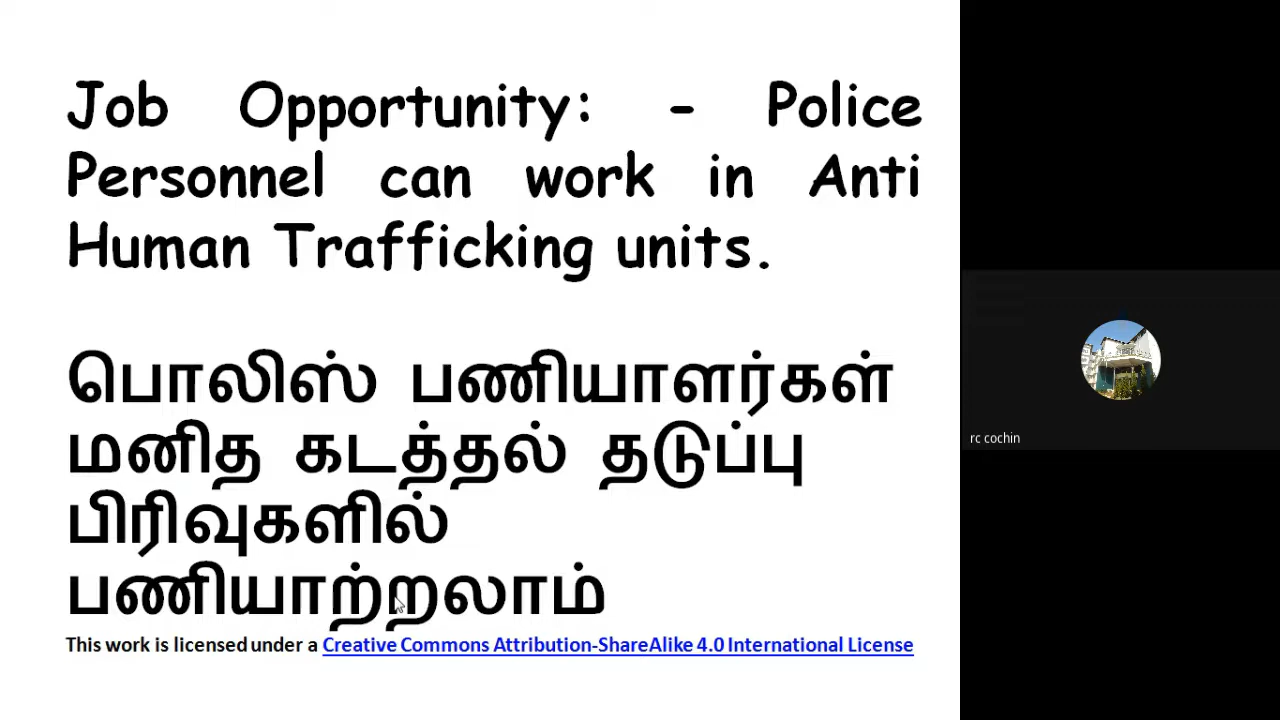 Job Opportunity: - Police
Personnel can work in Anti
Human Trafficking units.
பொலிஸ் பணியாளர்கள்
மனித கடத்தல் தடுப்பு
பிரிவுகளில்
பணியாற்றலாம்
This work is licensed under a Creative Commons Attribution-ShareAlike 4.0 International License
rc cochin